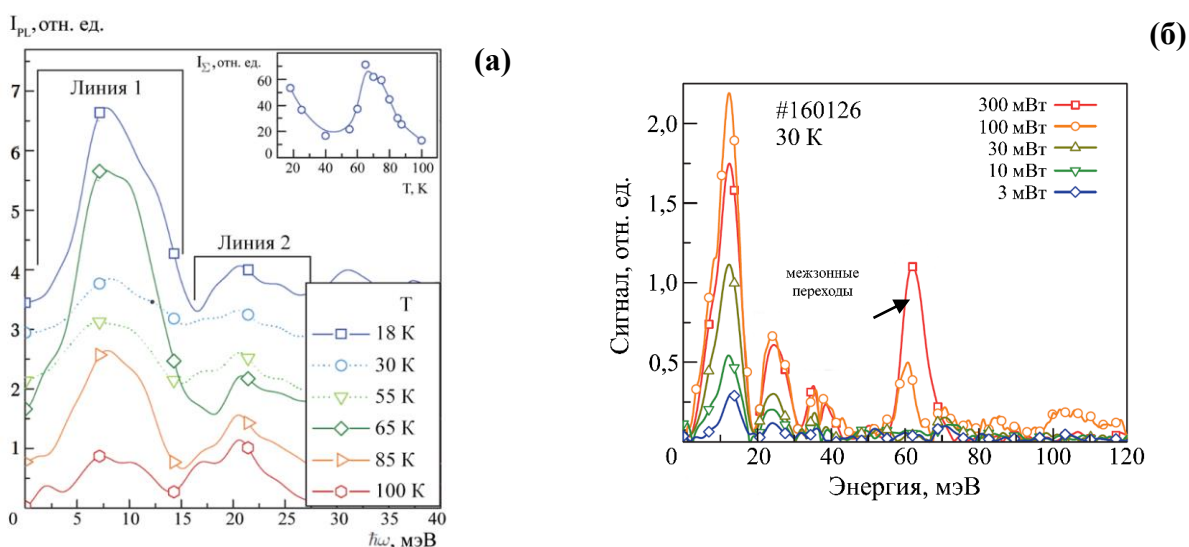 I_PL, отн. ед.
(а)
7
6
5
4
3
2
1
0
5
10
15
20
25
30
35
40
ħω, мэВ
Линия 1
Линия 2
I_Σ, отн. ед.
60
40
20
0
20
40
60
80
100
T, К
T
18 К
30 К
55 К
65 К
85 К
100 К
(б)
#160126
30 К
300 мВт
100 мВт
30 мВт
10 мВт
3 мВт
межзонные
переходы
Сигнал, отн. ед.
2,0
1,5
1,0
0,5
0
20
40
60
80
100
120
Энергия, мэВ